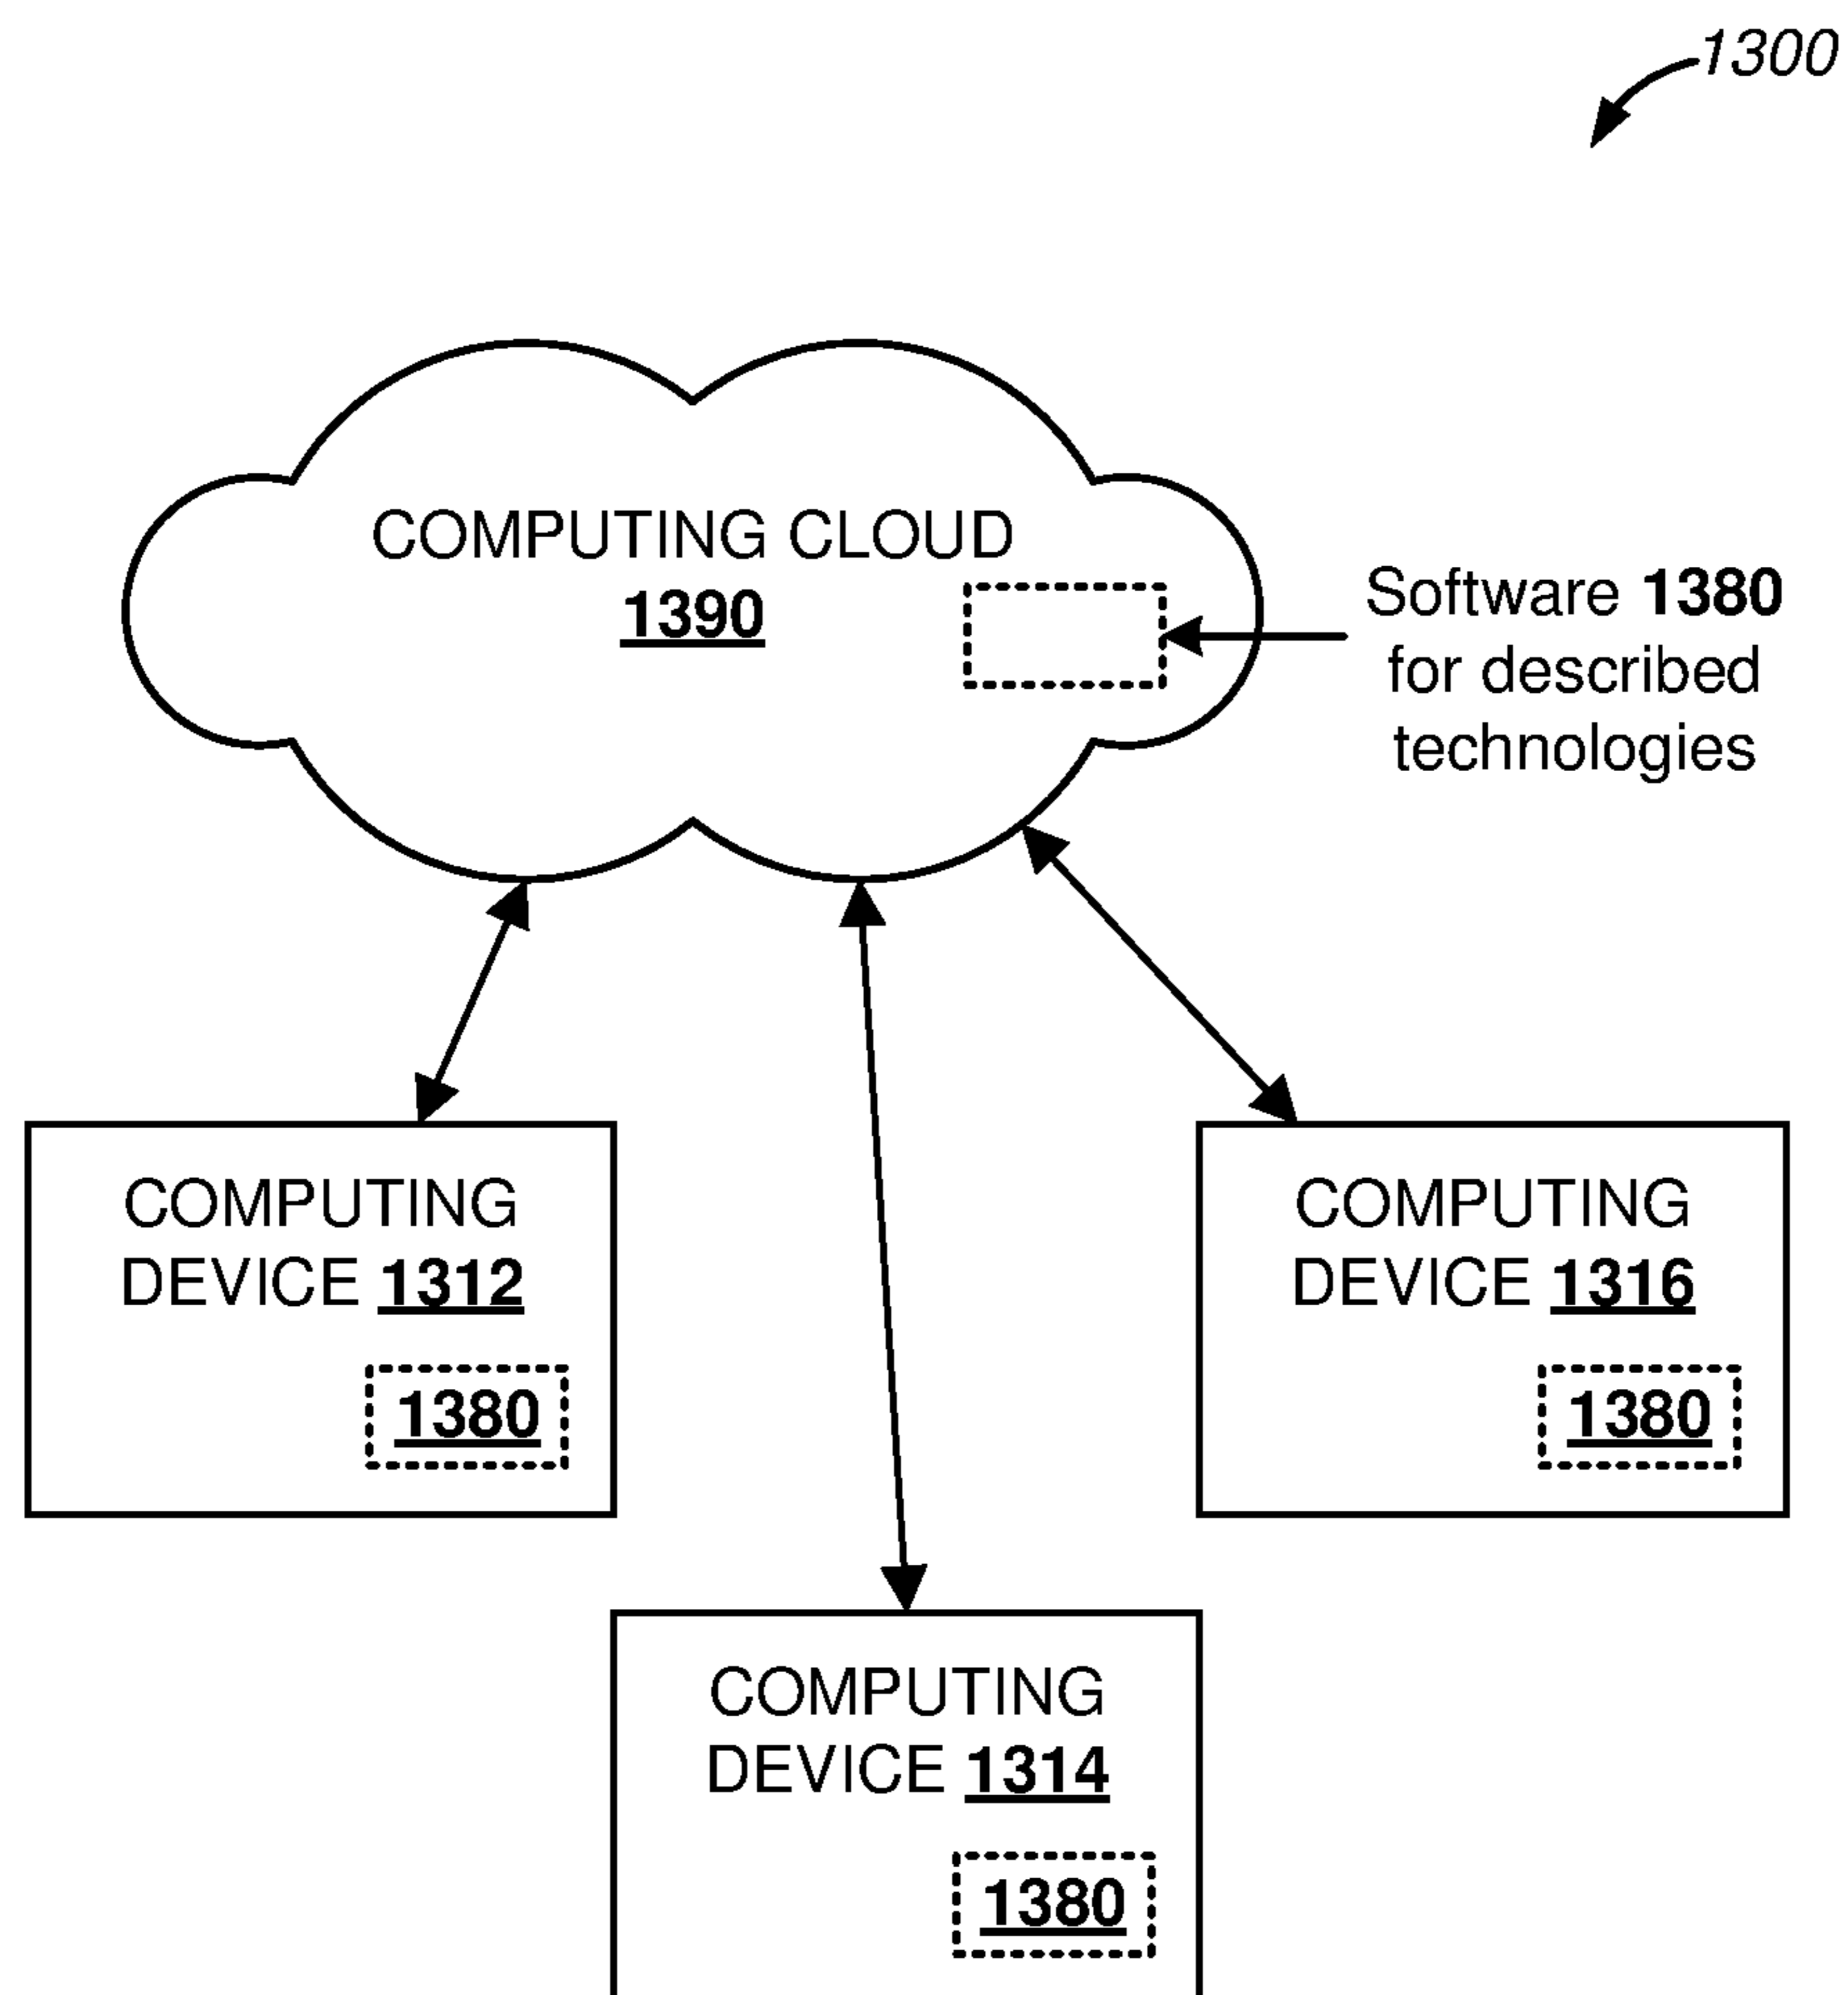 1300
COMPUTING CLOUD
1390
Software 1380
for described
technologies
COMPUTING
DEVICE 1312
1380
COMPUTING
DEVICE 1316
1380
COMPUTING
DEVICE 1314
1380